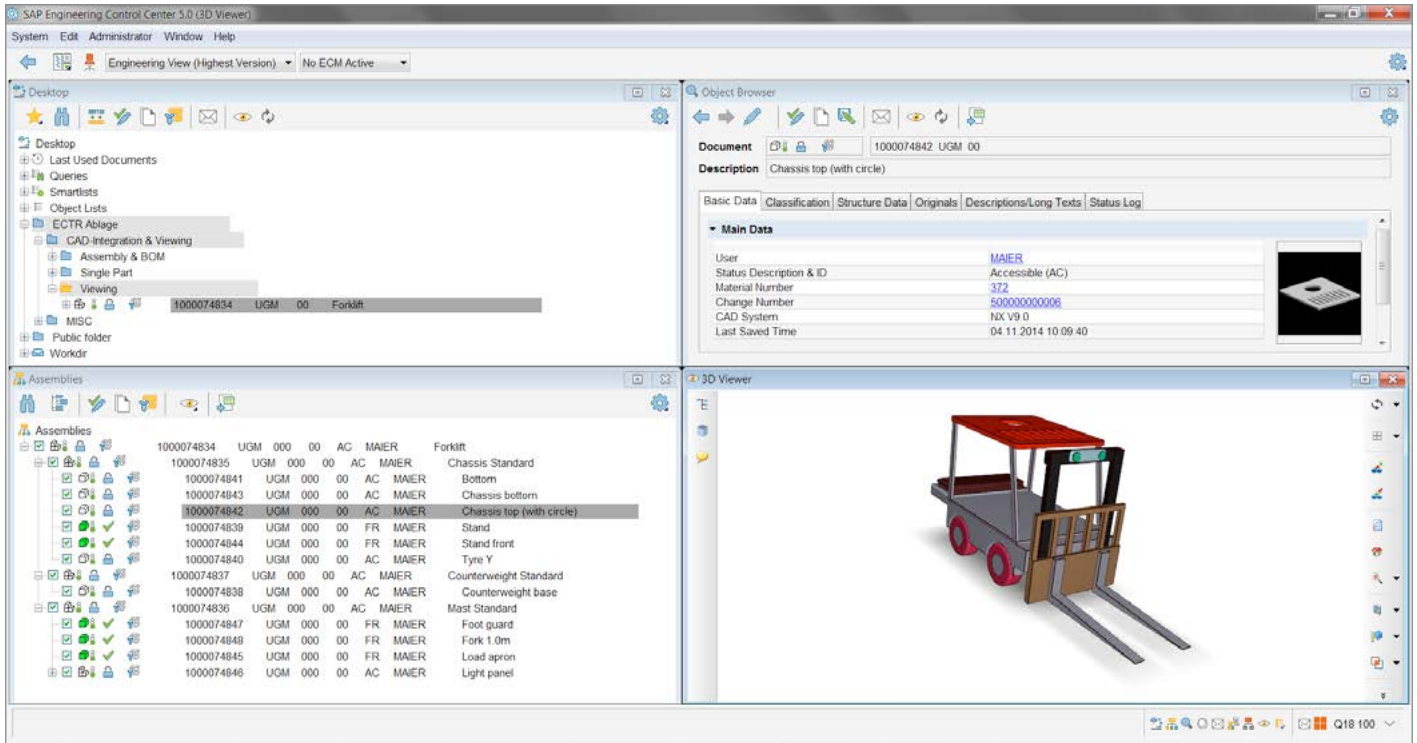 SAP Engineering Control Center 5.0 (3D Viewer)
System Edit Administrator Window Help
Engineering View (Highest Version) No ECM Active
Desktop
Desktop
Last Used Documents
Queries
Smartlists
Object Lists
ECTR Ablage
CAD-Integration & Viewing
Assembly & BOM
Single Part
Viewing
1000074834 UGM 00 Forklift
MISC
Public folder
Workdir
Object Browser
Document 1000074842 UGM 00
Description Chassis top (with circle)
Basic Data Classification Structure Data Originals Descriptions/Long Texts Status Log
Main Data
User MAIER
Status Description & ID Accessible (AC)
Material Number 372
Change Number 500000000006
CAD System NX V9.0
Last Saved Time 04.11.2014 10:09:40
Assemblies
Assemblies
1000074834 UGM 000 00 AC MAIER Forklift
1000074835 UGM 000 00 AC MAIER Chassis Standard
1000074841 UGM 000 00 AC MAIER Bottom
1000074843 UGM 000 00 AC MAIER Chassis bottom
1000074842 UGM 000 00 AC MAIER Chassis top (with circle)
1000074839 UGM 000 00 FR MAIER Stand
1000074844 UGM 000 00 FR MAIER Stand front
1000074840 UGM 000 00 AC MAIER Tyre Y
1000074837 UGM 000 00 AC MAIER Counterweight Standard
1000074838 UGM 000 00 AC MAIER Counterweight base
1000074836 UGM 000 00 AC MAIER Mast Standard
1000074847 UGM 000 00 FR MAIER Foot guard
1000074848 UGM 000 00 FR MAIER Fork 1.0m
1000074845 UGM 000 00 FR MAIER Load apron
1000074846 UGM 000 00 AC MAIER Light panel
3D Viewer
Q18 100